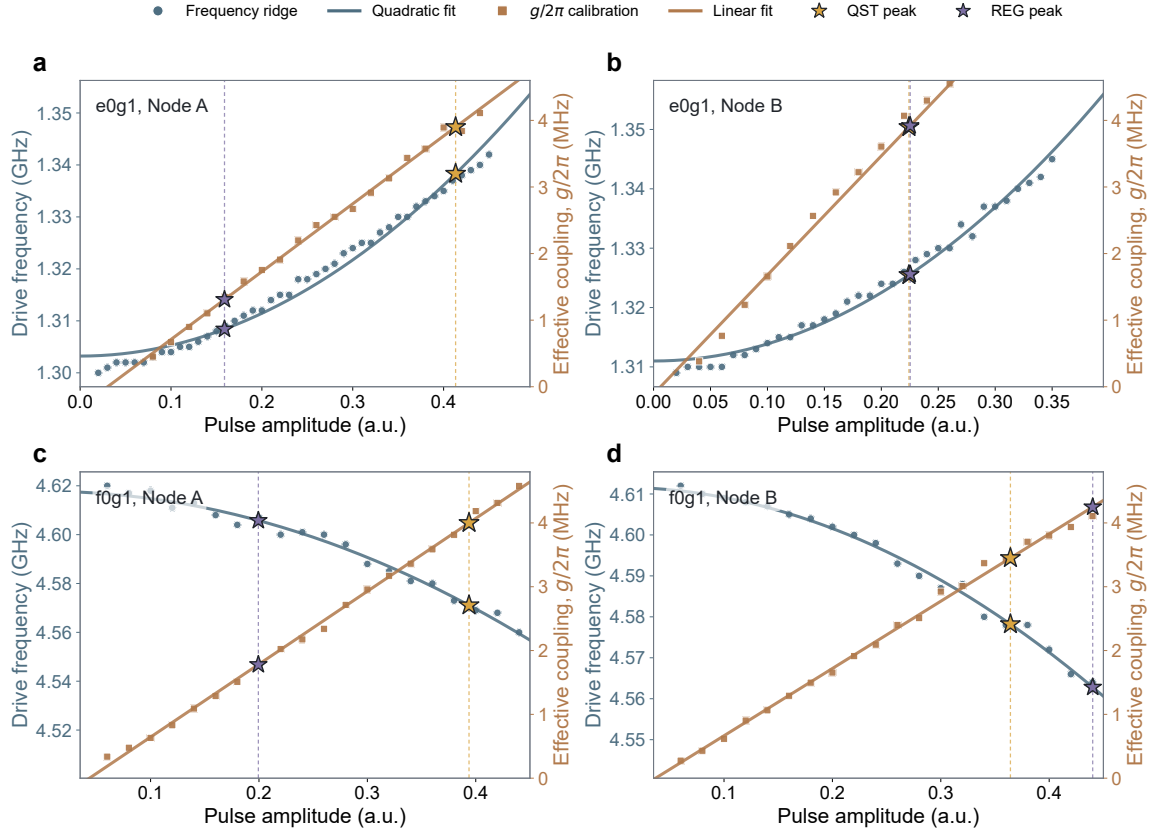 Frequency ridge Quadratic fit g/2π calibration Linear fit QST peak REG peak
a
e0g1, Node A
Drive frequency (GHz)
1.35
1.34
1.33
1.32
1.31
1.30
Effective coupling, g/2π (MHz)
4
3
2
1
0
0.0 0.1 0.2 0.3 0.4
Pulse amplitude (a.u.)
b
e0g1, Node B
Drive frequency (GHz)
1.35
1.34
1.33
1.32
1.31
Effective coupling, g/2π (MHz)
4
3
2
1
0
0.00 0.05 0.10 0.15 0.20 0.25 0.30 0.35
Pulse amplitude (a.u.)
c
f0g1, Node A
Drive frequency (GHz)
4.62
4.60
4.58
4.56
4.54
4.52
Effective coupling, g/2π (MHz)
4
3
2
1
0
0.1 0.2 0.3 0.4
Pulse amplitude (a.u.)
d
f0g1, Node B
Drive frequency (GHz)
4.61
4.60
4.59
4.58
4.57
4.56
4.55
Effective coupling, g/2π (MHz)
4
3
2
1
0
0.1 0.2 0.3 0.4
Pulse amplitude (a.u.)